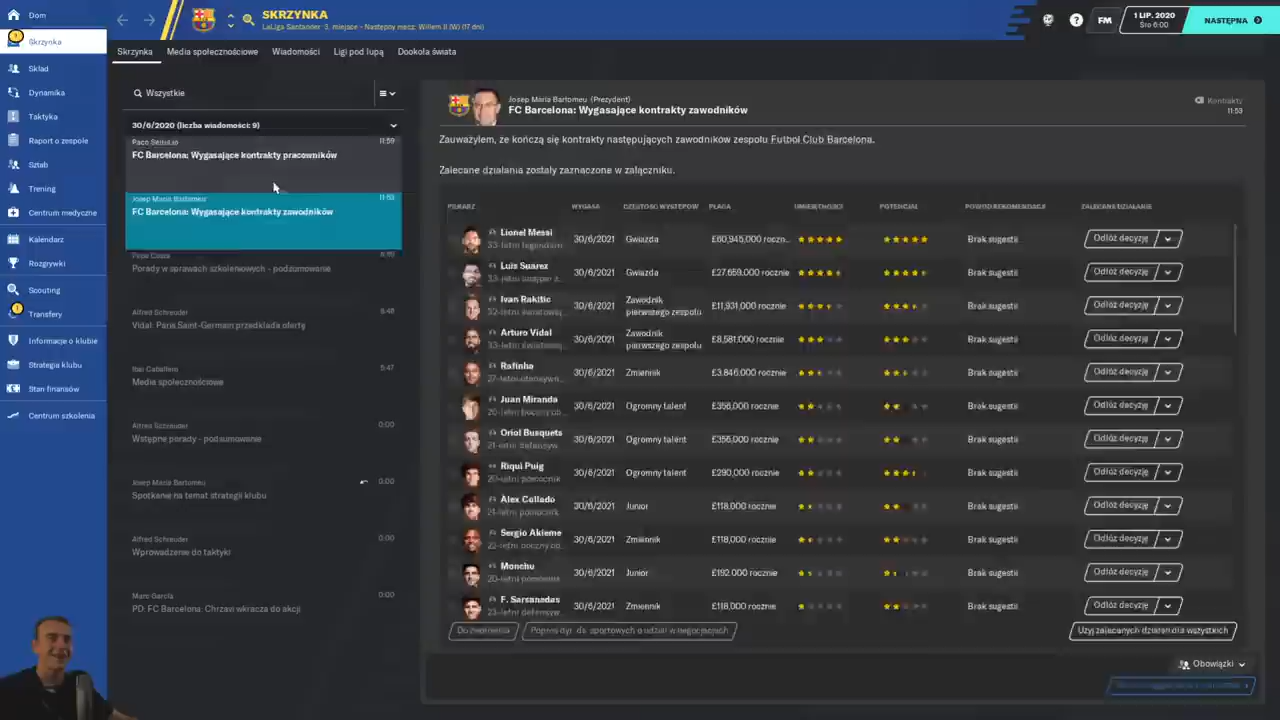 Dom
SKRZYNKA
LaLiga Santander 3. miejsce - Następny mecz: Willem II (W) (17 dni)
FM
1 LIP. 2020
Śro 6:00
NASTĘPNA
Skrzynka
Skrzynka
Media społecznościowe
Wiadomości
Ligi pod lupą
Dookoła świata
Skład
Dynamika
Taktyka
Raport o zespole
Sztab
Trening
Centrum medyczne
Kalendarz
Rozgrywki
Scouting
Transfery
Informacje o klubie
Strategia klubu
Stan finansów
Centrum szkolenia
Wszystkie
30/6/2020 (liczba wiadomości: 9)
11:59
FC Barcelona: Wygasające kontrakty pracowników
Josep Maria Bartomeu
11:53
FC Barcelona: Wygasające kontrakty zawodników
Porady w sprawach szkoleniowych - podsumowanie
Alfred Schreuder
8:48
Vidal: Paris Saint-Germain przedkłada ofertę
Ibai Caballero
5:47
Media społecznościowe
Alfred Schreuder
0:00
Wstępne porady - podsumowanie
Josep Maria Bartomeu
0:00
Spotkanie na temat strategii klubu
Alfred Schreuder
0:00
Wprowadzenie do taktyki
Marc García
0:00
PD: FC Barcelona: Chrzavi wkracza do akcji
Josep Maria Bartomeu (Prezydent)
FC Barcelona: Wygasające kontrakty zawodników
Kontrakty
11:53
Zauważyłem, że kończą się kontrakty następujących zawodników zespołu Futbol Club Barcelona.
Zalecane działania zostały zaznaczone w załączniku.
PIŁKARZ WYGASA CZĘSTOŚĆ WYSTĘPÓW PŁACA UMIEJĘTNOŚCI POTENCJAŁ POWÓD REKOMENDACJI ZALECANE DZIAŁANIE
Lionel Messi 30/6/2021 Gwiazda £60,945,000 roczn... Brak sugestii Odłóż decyzję
Luis Suárez 30/6/2021 Gwiazda £27,659,000 rocznie Brak sugestii Odłóż decyzję
Ivan Rakitic 30/6/2021 Zawodnik pierwszego zespołu £11,931,000 rocznie Brak sugestii Odłóż decyzję
Arturo Vidal 30/6/2021 Zawodnik pierwszego zespołu £8,581,000 rocznie Brak sugestii Odłóż decyzję
Rafinha 30/6/2021 Zmiennik £3,846,000 rocznie Brak sugestii Odłóż decyzję
Juan Miranda 30/6/2021 Ogromny talent £356,000 rocznie Brak sugestii Odłóż decyzję
Oriol Busquets 30/6/2021 Ogromny talent £356,000 rocznie Brak sugestii Odłóż decyzję
Riqui Puig 30/6/2021 Ogromny talent £290,000 rocznie Brak sugestii Odłóż decyzję
Àlex Collado 30/6/2021 Junior £118,000 rocznie Brak sugestii Odłóż decyzję
Sergio Akieme 30/6/2021 Zmiennik £118,000 rocznie Brak sugestii Odłóż decyzję
Monchu 30/6/2021 Junior £192,000 rocznie Brak sugestii Odłóż decyzję
F. Sarsanedas 30/6/2021 Zmiennik £118,000 rocznie Brak sugestii Odłóż decyzję
Do zwolnienia
Poproś dyr. ds. sportowych o udział w negocjacjach
Użyj zalecanych działań dla wszystkich
Obowiązki